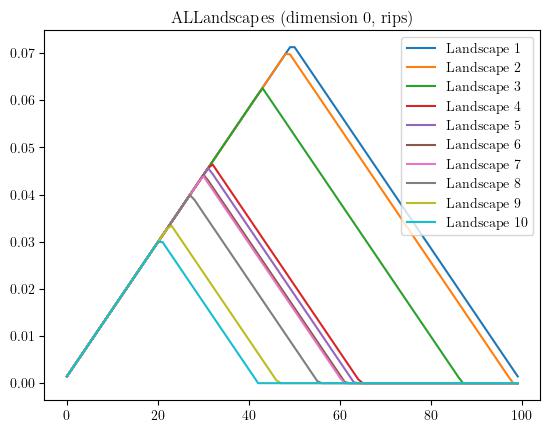 ALLandscapes (dimension 0, rips)
0.07
0.06
0.05
0.04
0.03
0.02
0.01
0.00
0 20 40 60 80 100
Landscape 1
Landscape 2
Landscape 3
Landscape 4
Landscape 5
Landscape 6
Landscape 7
Landscape 8
Landscape 9
Landscape 10